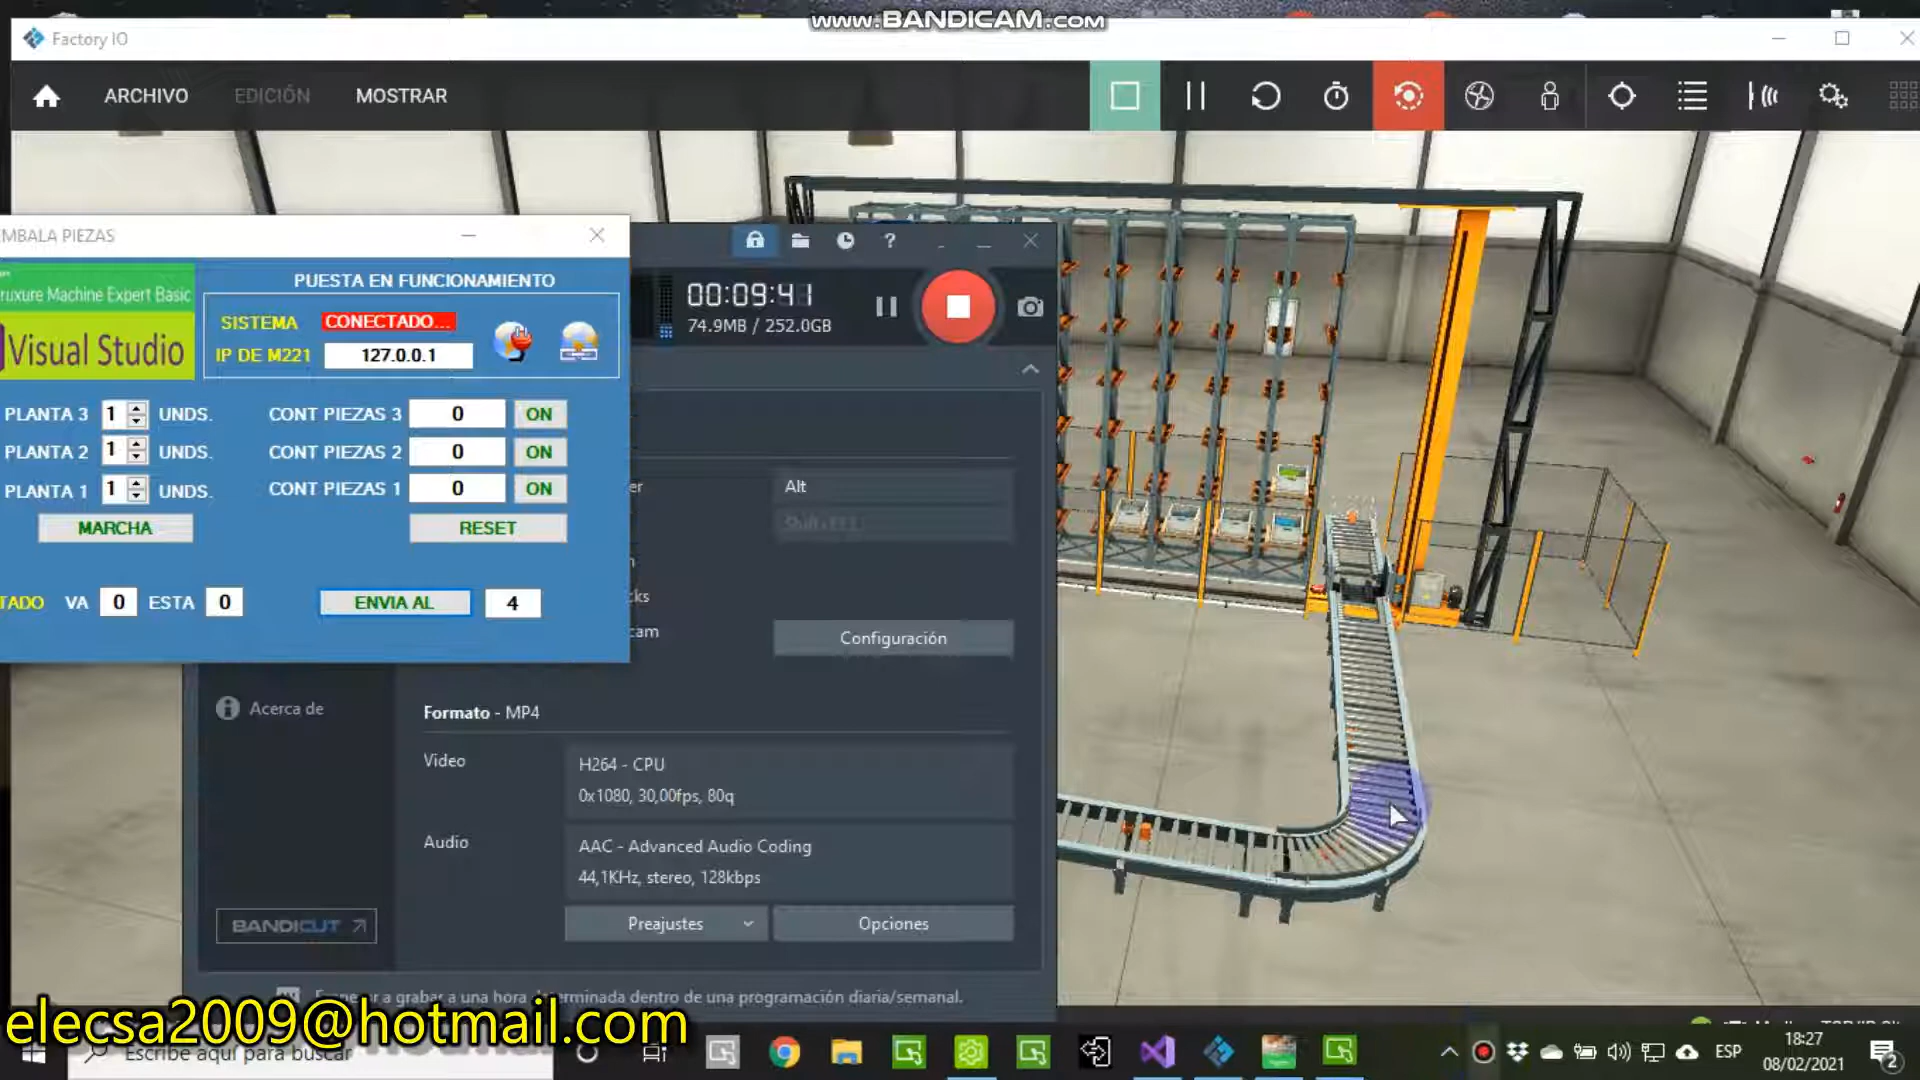 www.BANDICAM.com
Factory IO
ARCHIVO EDICIÓN MOSTRAR
MBALA PIEZAS
ruxure Machine Expert Basic
Visual Studio
PUESTA EN FUNCIONAMIENTO
SISTEMA CONECTADO...
IP DE M221 127.0.0.1
PLANTA 3 1 UNDS. CONT PIEZAS 3 0 ON
PLANTA 2 1 UNDS. CONT PIEZAS 2 0 ON
PLANTA 1 1 UNDS. CONT PIEZAS 1 0 ON
MARCHA RESET
TADO VA 0 ESTA 0 ENVIA AL 4
00:09:41
74.9MB / 252.0GB
er Alt
cks
cam
Configuración
Acerca de
Formato - MP4
Video
H264 - CPU
0x1080, 30,00fps, 80q
Audio
AAC - Advanced Audio Coding
44,1KHz, stereo, 128kbps
Preajustes Opciones
BANDICUT
a grabar a una hora determinada dentro de una programación diaria/semanal.
elecsa2009@hotmail.com
Escribe aquí para buscar
ESP
18:27
08/02/2021
2